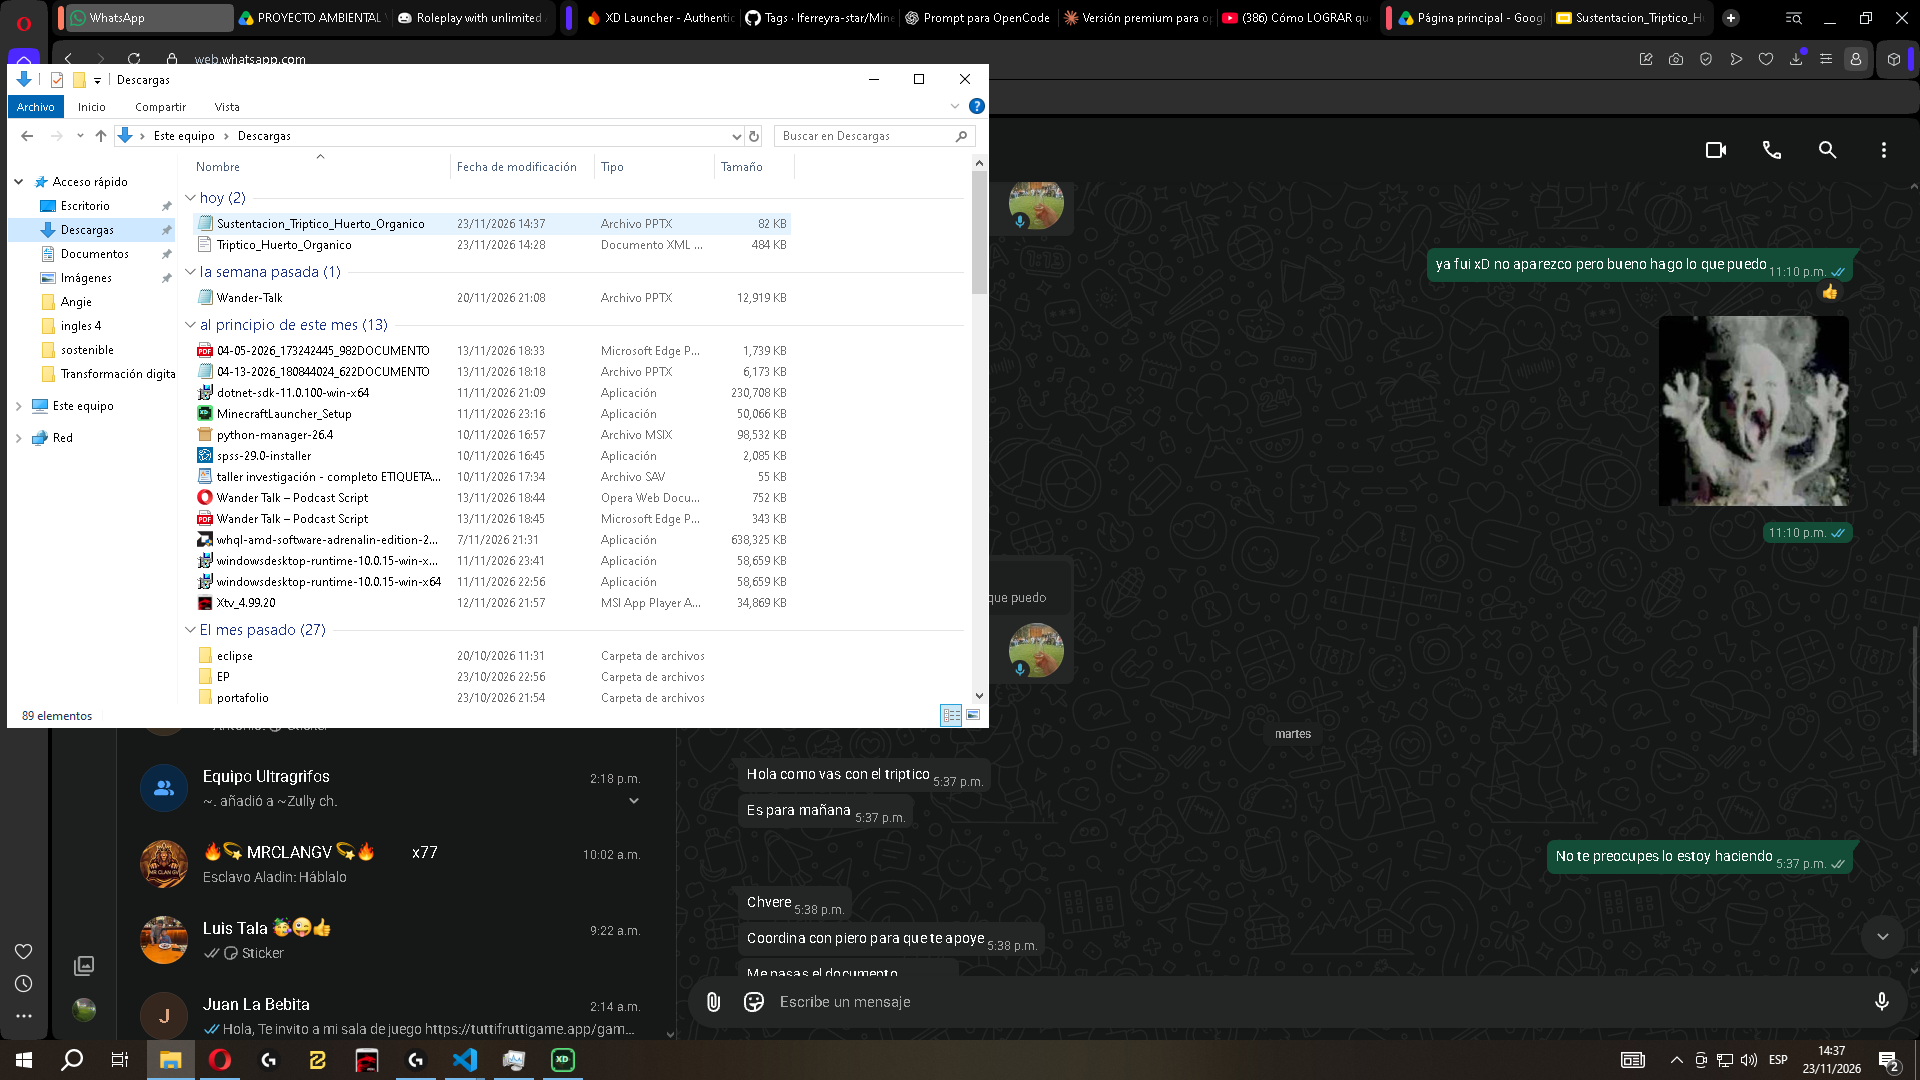 WhatsApp
PROYECTO AMBIENTAL
Roleplay with unlimited
XD Launcher - Authentic
Tags · lferreyra-star/Mine
Prompt para OpenCode
Versión premium para o
(386) Cómo LOGRAR qu
Página principal - Googl
Sustentacion_Triptico_H
web.whatsapp.com
Descargas
Archivo
Inicio
Compartir
Vista
Este equipo
Descargas
Buscar en Descargas
Nombre
Fecha de modificación
Tipo
Tamaño
Acceso rápido
Escritorio
Descargas
Documentos
Imágenes
Angie
ingles 4
sostenible
Transformación digita
Este equipo
Red
hoy (2)
Sustentacion_Triptico_Huerto_Organico 23/11/2026 14:37 Archivo PPTX 82 KB
Triptico_Huerto_Organico 23/11/2026 14:28 Documento XML ... 484 KB
la semana pasada (1)
Wander-Talk 20/11/2026 21:08 Archivo PPTX 12,919 KB
al principio de este mes (13)
04-05-2026_173242445_982DOCUMENTO 13/11/2026 18:33 Microsoft Edge P... 1,739 KB
04-13-2026_180844024_622DOCUMENTO 13/11/2026 18:18 Archivo PPTX 6,173 KB
dotnet-sdk-11.0.100-win-x64 11/11/2026 21:09 Aplicación 230,708 KB
MinecraftLauncher_Setup 11/11/2026 23:16 Aplicación 50,066 KB
python-manager-26.4 10/11/2026 16:57 Archivo MSIX 98,532 KB
spss-29.0-installer 10/11/2026 16:45 Aplicación 2,085 KB
taller investigación - completo ETIQUETA... 10/11/2026 17:34 Archivo SAV 55 KB
Wander Talk – Podcast Script 13/11/2026 18:44 Opera Web Docu... 752 KB
Wander Talk – Podcast Script 13/11/2026 18:45 Microsoft Edge P... 343 KB
whql-amd-software-adrenalin-edition-2... 7/11/2026 21:31 Aplicación 638,325 KB
windowsdesktop-runtime-10.0.15-win-x... 11/11/2026 23:41 Aplicación 58,659 KB
windowsdesktop-runtime-10.0.15-win-x64 11/11/2026 22:56 Aplicación 58,659 KB
Xtv_4.99.20 12/11/2026 21:57 MSI App Player A... 34,869 KB
El mes pasado (27)
eclipse 20/10/2026 11:31 Carpeta de archivos
EP 23/10/2026 22:56 Carpeta de archivos
portafolio 23/10/2026 21:54 Carpeta de archivos
89 elementos
Equipo Ultragrifos 2:18 p.m.
~. añadió a ~Zully ch.
🔥💫 MRCLANGV 💫🔥 x77 10:02 a.m.
Esclavo Aladin: Háblalo
Luis Tala 🥳😜👍 9:22 a.m.
Sticker
J
Juan La Bebita 2:14 a.m.
Hola, Te invito a mi sala de juego https://tuttifruttigame.app/gam...
ya fui xD no aparezco pero bueno hago lo que puedo 11:10 p.m.
11:10 p.m.
que puedo
martes
Hola como vas con el triptico 5:37 p.m.
Es para mañana 5:37 p.m.
No te preocupes lo estoy haciendo 5:37 p.m.
Chvere 5:38 p.m.
Coordina con piero para que te apoye 5:38 p.m.
Me pasas el documento
Escribe un mensaje
ESP
14:37
23/11/2026
2